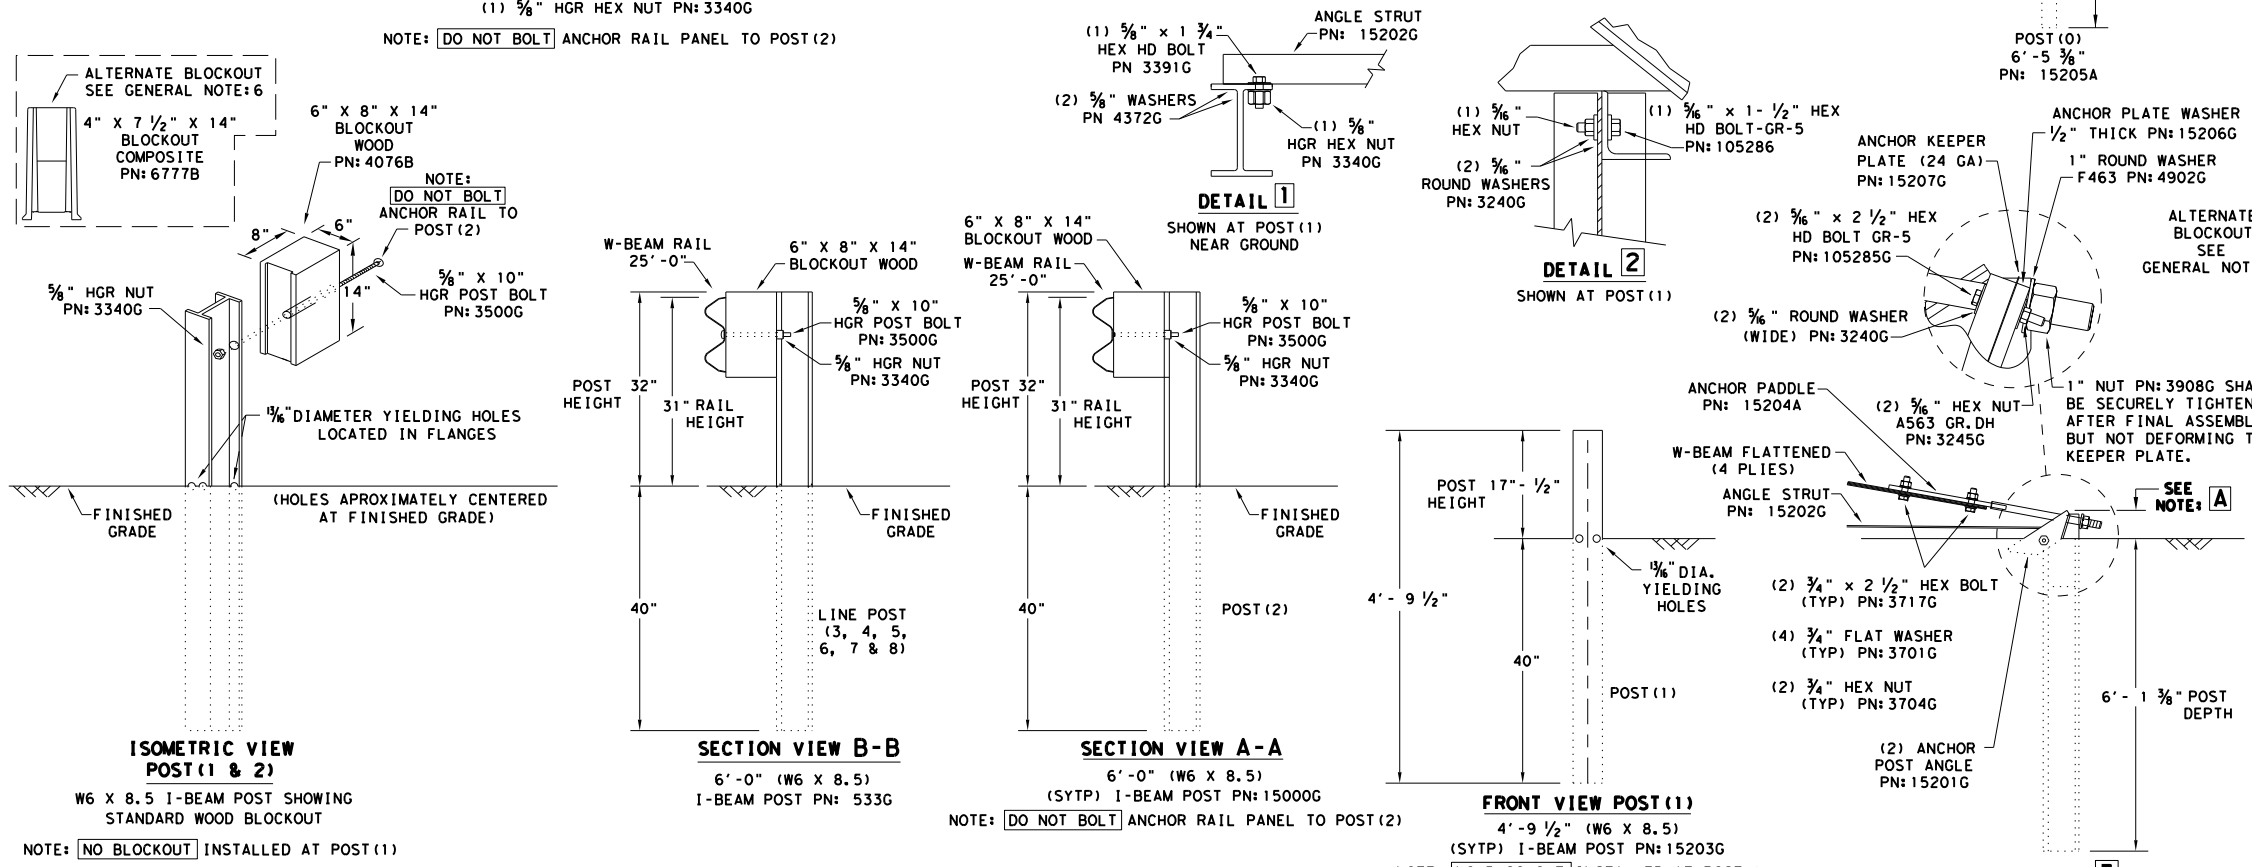 (1) 5/8" HGR HEX NUT PN:3340G
NOTE: DO NOT BOLT ANCHOR RAIL PANEL TO POST(2)
ALTERNATE BLOCKOUT
SEE GENERAL NOTE:6
4" X 7 1/2" X 14"
BLOCKOUT
COMPOSITE
PN:6777B
6" X 8" X 14"
BLOCKOUT
WOOD
PN:4076B
NOTE:
DO NOT BOLT
ANCHOR RAIL TO
POST(2)
8"
6"
14"
5/8" X 10"
HGR POST BOLT
PN:3500G
5/8" HGR NUT
PN:3340G
13/16" DIAMETER YIELDING HOLES
LOCATED IN FLANGES
FINISHED
GRADE
(HOLES APROXIMATELY CENTERED
AT FINISHED GRADE)
ISOMETRIC VIEW
POST(1 & 2)
W6 X 8.5 I-BEAM POST SHOWING
STANDARD WOOD BLOCKOUT
NOTE: NO BLOCKOUT INSTALLED AT POST(1)
W-BEAM RAIL
25'-0"
6" X 8" X 14"
BLOCKOUT WOOD
5/8" X 10"
HGR POST BOLT
PN:3500G
5/8" HGR NUT
PN:3340G
POST 32"
HEIGHT
31" RAIL
HEIGHT
FINISHED
GRADE
40"
LINE POST
(3, 4, 5,
6, 7 & 8)
SECTION VIEW B-B
6'-0" (W6 X 8.5)
I-BEAM POST PN: 533G
6" X 8" X 14"
BLOCKOUT WOOD
W-BEAM RAIL
25'-0"
5/8" X 10"
HGR POST BOLT
PN:3500G
5/8" HGR NUT
PN:3340G
POST 32"
HEIGHT
31" RAIL
HEIGHT
FINISHED
GRADE
40"
POST(2)
SECTION VIEW A-A
6'-0" (W6 X 8.5)
(SYTP) I-BEAM POST PN:15000G
NOTE: DO NOT BOLT ANCHOR RAIL PANEL TO POST(2)
ANGLE STRUT
PN: 15202G
(1) 5/8" x 1 3/4"
HEX HD BOLT
PN 3391G
(2) 5/8" WASHERS
PN 4372G
(1) 5/8"
HGR HEX NUT
PN 3340G
DETAIL 1
SHOWN AT POST(1)
NEAR GROUND
(1) 5/16"
HEX NUT
(1) 5/16" x 1-1/2" HEX
HD BOLT-GR-5
PN:105286
(2) 5/16"
ROUND WASHERS
PN:3240G
DETAIL 2
SHOWN AT POST(1)
POST 17"-1/2"
HEIGHT
4'- 9 1/2"
40"
13/16" DIA.
YIELDING
HOLES
POST(1)
FRONT VIEW POST(1)
4'-9 1/2" (W6 X 8.5)
(SYTP) I-BEAM POST PN:15203G
POST(0)
6'-5 3/8"
PN: 15205A
ANCHOR PLATE WASHER
1/2" THICK PN:15206G
ANCHOR KEEPER
PLATE (24 GA)
PN:15207G
1" ROUND WASHER
F463 PN:4902G
(2) 5/16" x 2 1/2" HEX
HD BOLT GR-5
PN:105285G
(2) 5/16" ROUND WASHER
(WIDE) PN:3240G
ALTERNATE
BLOCKOUT
SEE
GENERAL NOT
(2) 5/16" HEX NUT
A563 GR.DH
PN:3245G
1" NUT PN:3908G SHA
BE SECURELY TIGHTEN
AFTER FINAL ASSEMBL
BUT NOT DEFORMING T
KEEPER PLATE.
ANCHOR PADDLE
PN: 15204A
W-BEAM FLATTENED
(4 PLIES)
ANGLE STRUT
PN: 15202G
SEE
NOTE: A
(2) 3/4" x 2 1/2" HEX BOLT
(TYP) PN:3717G
(4) 3/4" FLAT WASHER
(TYP) PN:3701G
(2) 3/4" HEX NUT
(TYP) PN:3704G
(2) ANCHOR
POST ANGLE
PN:15201G
6'- 1 3/8" POST
DEPTH